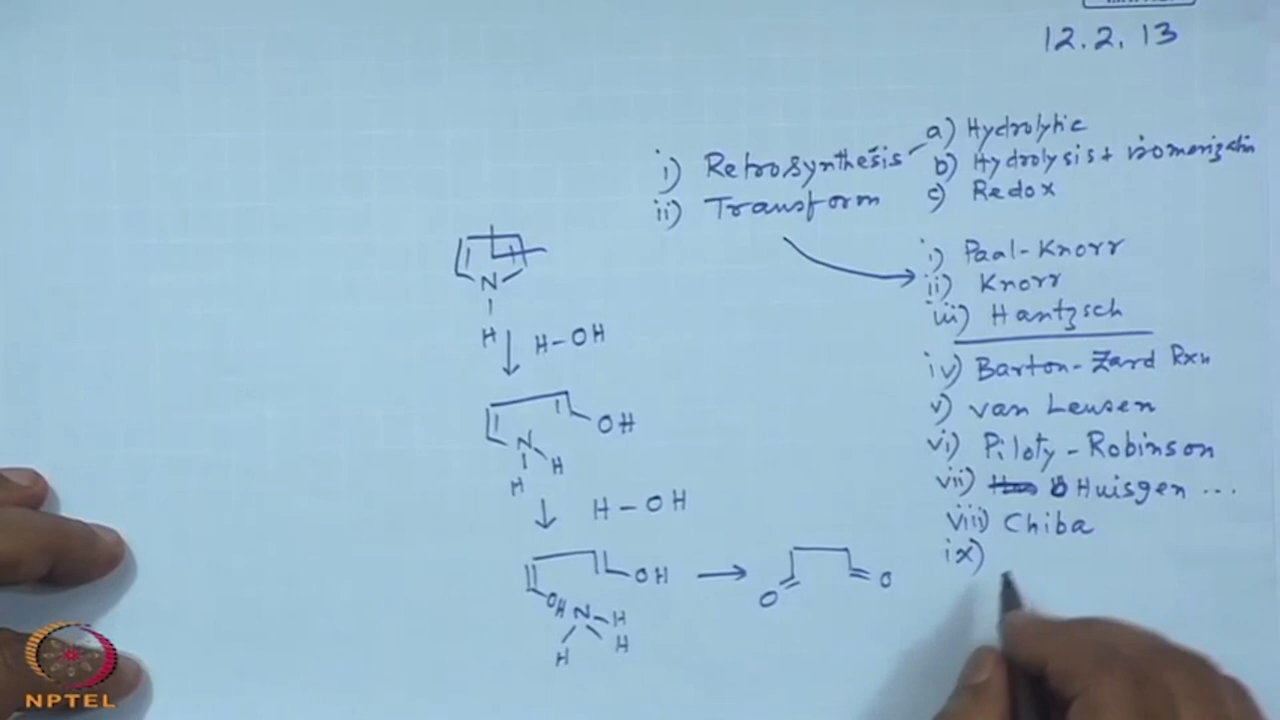 12.2.13
i) Retrosynthesis
ii) Transform
a) Hydrolytic
b) Hydrolysis + isomerizatin
c) Redox
i) Paal-Knorr
ii) Knorr
iii) Hantzsch
iv) Barton-Zard Rxn
v) van Leusen
vi) Piloty-Robinson
vii) Huisgen ...
viii) Chiba
ix)
N
H
H-OH
OH
N
H
H
H-OH
OH
OH
N
H
H
H
O
O
NPTEL